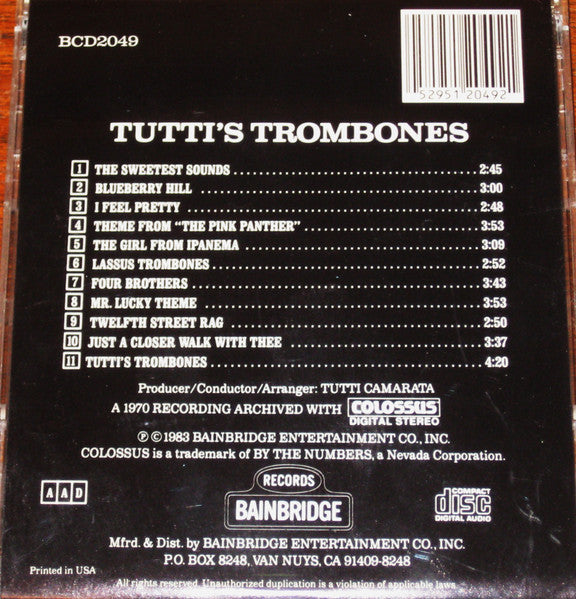 BCD2049
52951 20492
TUTTI'S TROMBONES
1 THE SWEETEST SOUNDS 2:45
2 BLUEBERRY HILL 3:00
3 I FEEL PRETTY 2:48
4 THEME FROM "THE PINK PANTHER" 3:53
5 THE GIRL FROM IPANEMA 3:09
6 LASSUS TROMBONES 2:52
7 FOUR BROTHERS 3:43
8 MR. LUCKY THEME 3:53
9 TWELFTH STREET RAG 2:50
10 JUST A CLOSER WALK WITH THEE 3:37
11 TUTTI'S TROMBONES 4:20
Producer/Conductor/Arranger: TUTTI CAMARATA
A 1970 RECORDING ARCHIVED WITH COLOSSUS
DIGITAL STEREO
℗ © 1983 BAINBRIDGE ENTERTAINMENT CO., INC.
COLOSSUS is a trademark of BY THE NUMBERS, a Nevada Corporation.
A A D
RECORDS
BAINBRIDGE
COMPACT
disc
DIGITAL AUDIO
Mfrd. & Dist. by BAINBRIDGE ENTERTAINMENT CO., INC.
P.O. BOX 8248, VAN NUYS, CA 91409-8248
Printed in USA
All rights reserved. Unauthorized duplication is a violation of applicable laws